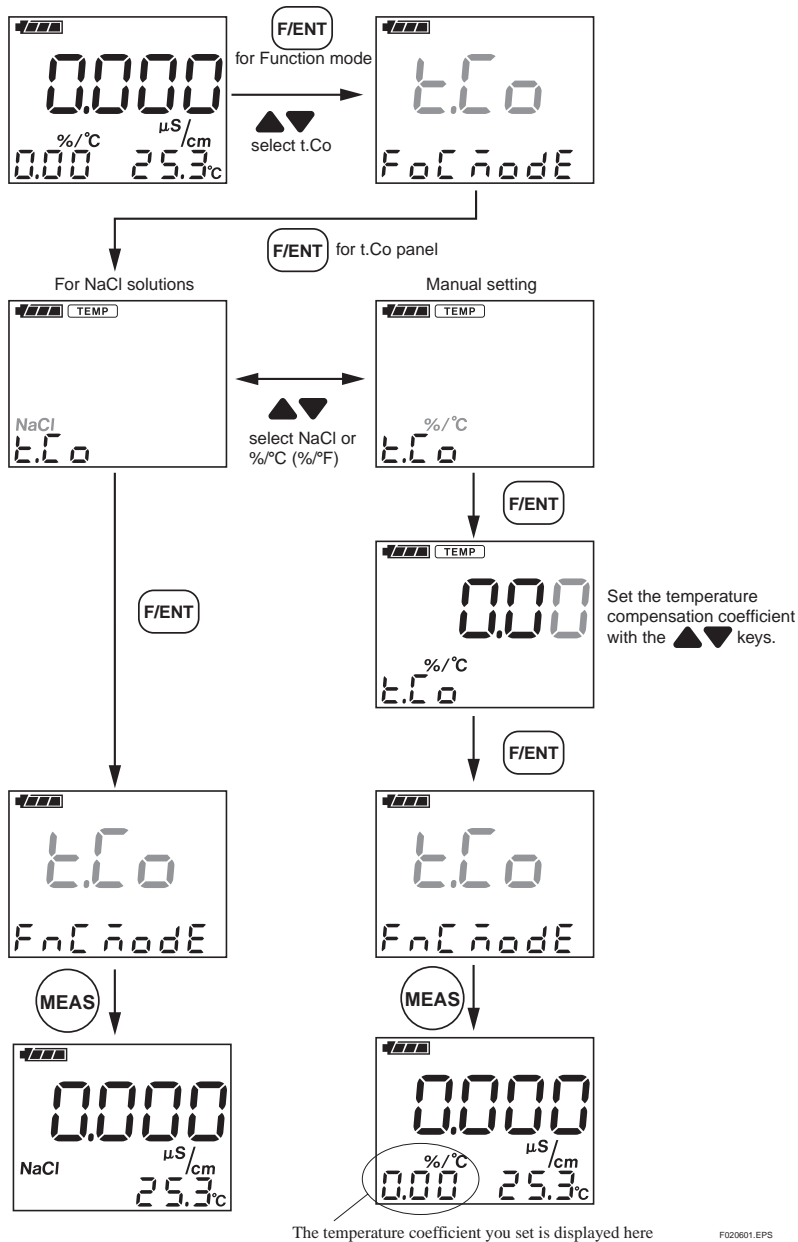 F/ENT
for Function mode
0.000
µS/cm
%/°C
0.00 25.3°C
select t.Co
t.Co
FoC modE
F/ENT for t.Co panel
For NaCl solutions
TEMP
NaCl
t.Co
select NaCl or
%/°C (%/°F)
Manual setting
TEMP
%/°C
t.Co
F/ENT
F/ENT
TEMP
0.00
%/°C
t.Co
Set the temperature
compensation coefficient
with the keys.
F/ENT
t.Co
FnC modE
t.Co
FnC modE
MEAS
MEAS
0.000
µS/cm
NaCl
25.3°C
0.000
µS/cm
%/°C
0.00 25.3°C
The temperature coefficient you set is displayed here
F020601.EPS